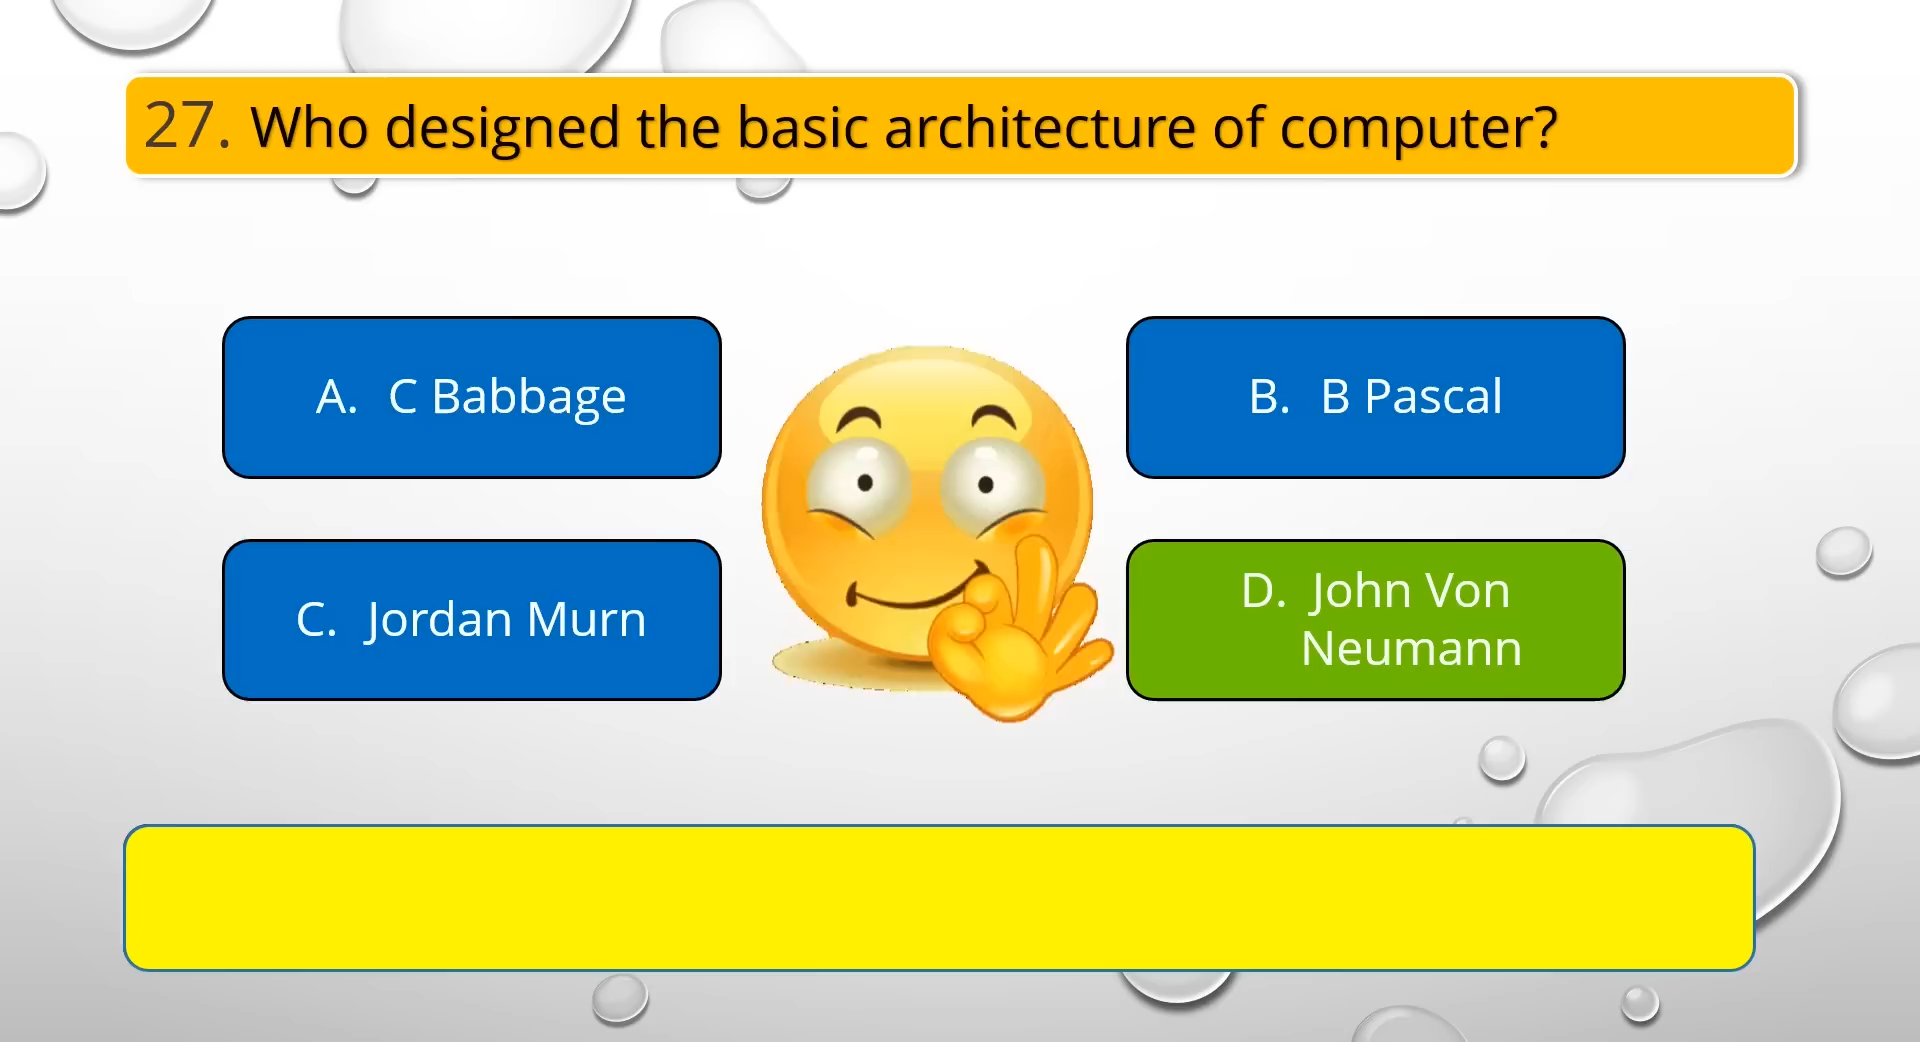 27. Who designed the basic architecture of computer?
A. C Babbage
B. B Pascal
C. Jordan Murn
D. John Von
Neumann